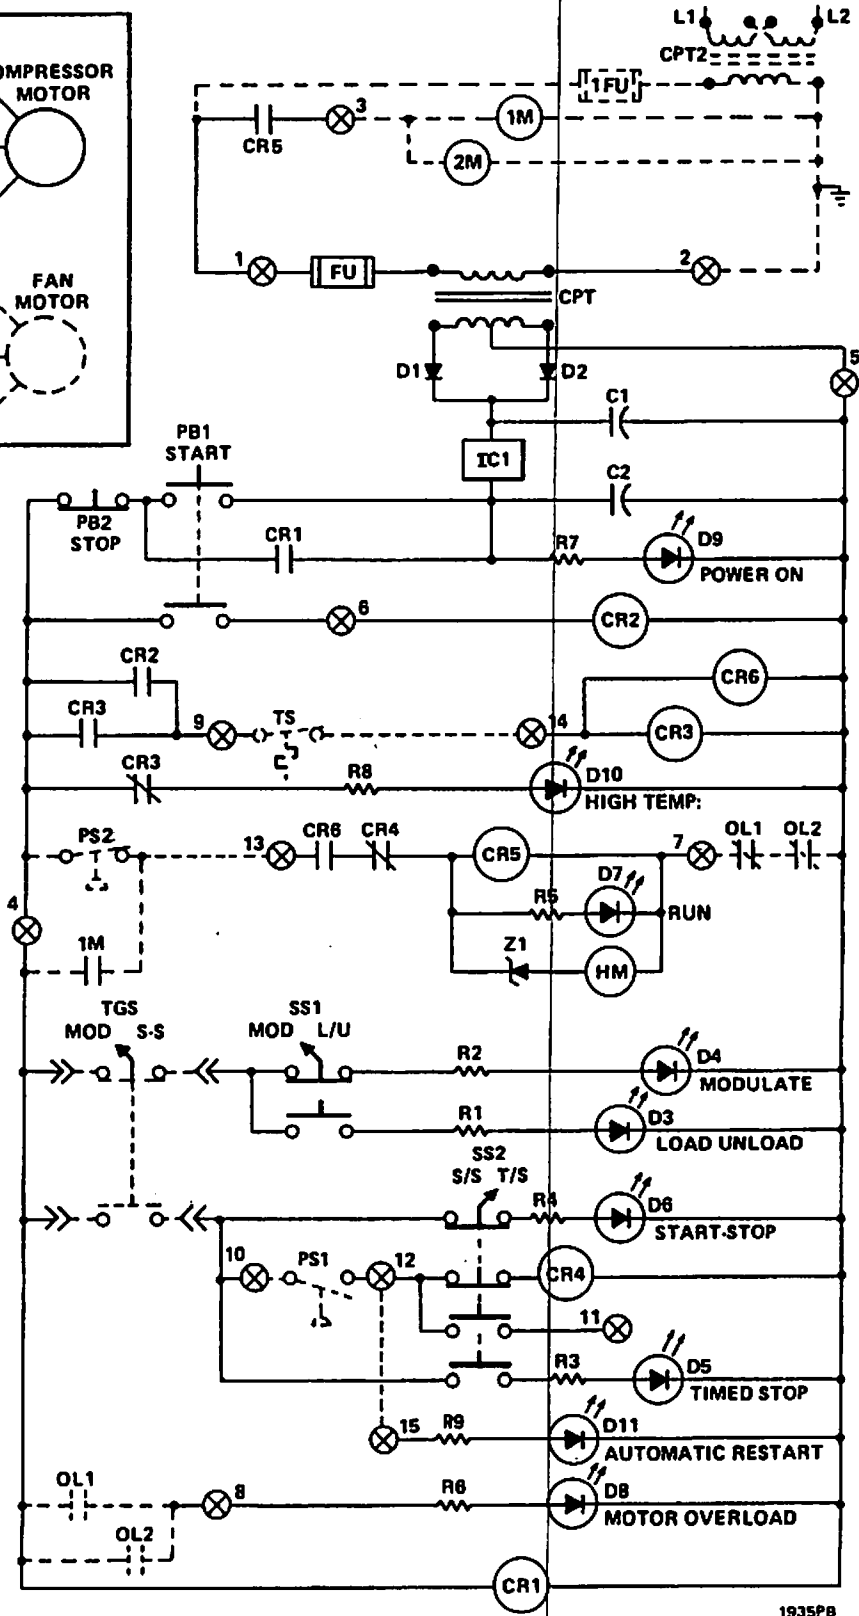 L1 L2
CPT2
1FU
OMPRESSOR
MOTOR
3
1M
CR5
2M
1 FU 2
FAN
MOTOR
CPT
D1 D2
5
C1
PB1
START
IC1
C2
PB2
STOP
CR1
R7 D9
POWER ON
6
CR2
CR2
CR6
CR3
9 TS 14
CR3
CR3
R8 D10
HIGH TEMP:
PS2
13 CR6 CR4
CR5
7 OL1 OL2
4
D7
R5 RUN
1M
Z1
HM
TGS
MOD S-S
SS1
MOD L/U
R2 D4
MODULATE
R1 D3
LOAD UNLOAD
SS2
S/S T/S
R4 D6
START-STOP
10 PS1 12
CR4
11
R3 D5
TIMED STOP
15 R9 D11
AUTOMATIC RESTART
OL1
8 R6 D8
MOTOR OVERLOAD
OL2
CR1
1935PB